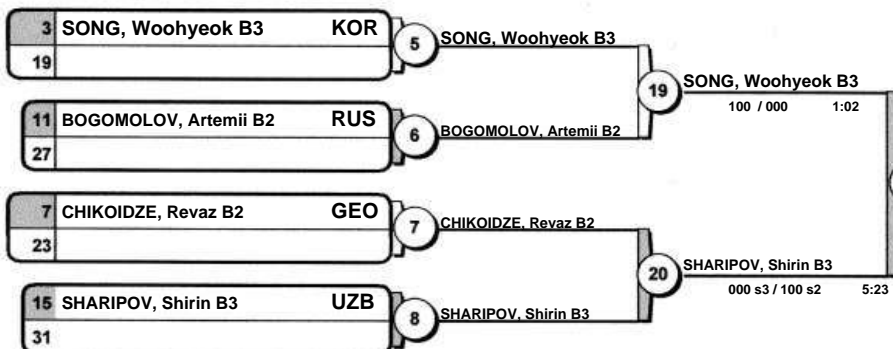 3 SONG, Woohyeok B3 KOR
19
5
SONG, Woohyeok B3
11 BOGOMOLOV, Artemii B2 RUS
27
6
BOGOMOLOV, Artemii B2
19
SONG, Woohyeok B3
100 / 000 1:02
7 CHIKOIDZE, Revaz B2 GEO
23
7
CHIKOIDZE, Revaz B2
15 SHARIPOV, Shirin B3 UZB
31
8
SHARIPOV, Shirin B3
20
SHARIPOV, Shirin B3
000 s3 / 100 s2 5:23